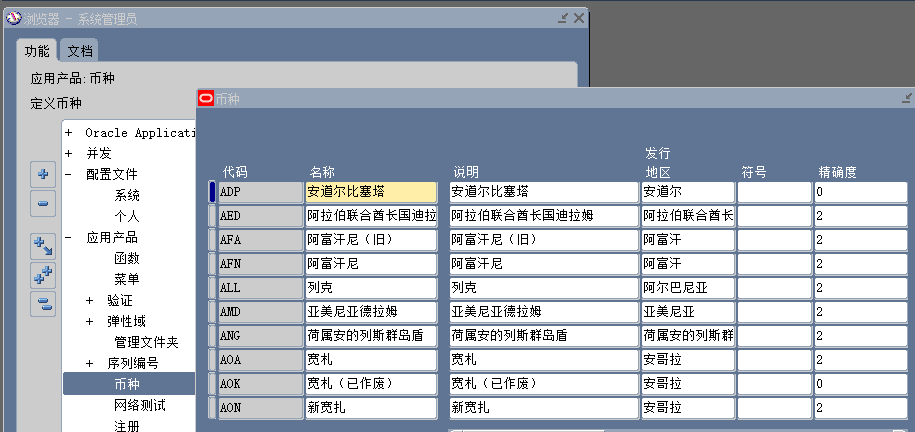 浏览器 - 系统管理员
功能 文档
应用产品: 币种
定义币种
+ Oracle Applicati
+ 并发
- 配置文件
系统
个人
- 应用产品
函数
菜单
+ 验证
+ 弹性域
管理文件夹
+ 序列编号
币种
网络测试
注册
币种
发行
代码 名称 说明 地区 符号 精确度
ADP 安道尔比塞塔 安道尔比塞塔 安道尔 0
AED 阿拉伯联合酋长国迪拉 阿拉伯联合酋长国迪拉姆 阿拉伯联合酋长 2
AFA 阿富汗尼（旧） 阿富汗尼（旧） 阿富汗 2
AFN 阿富汗尼 阿富汗尼 阿富汗 2
ALL 列克 列克 阿尔巴尼亚 2
AMD 亚美尼亚德拉姆 亚美尼亚德拉姆 亚美尼亚 2
ANG 荷属安的列斯群岛盾 荷属安的列斯群岛盾 荷属安的列斯群 2
AOA 宽札 宽札 安哥拉 2
AOK 宽札（已作废） 宽札（已作废） 安哥拉 0
AON 新宽扎 新宽扎 安哥拉 2